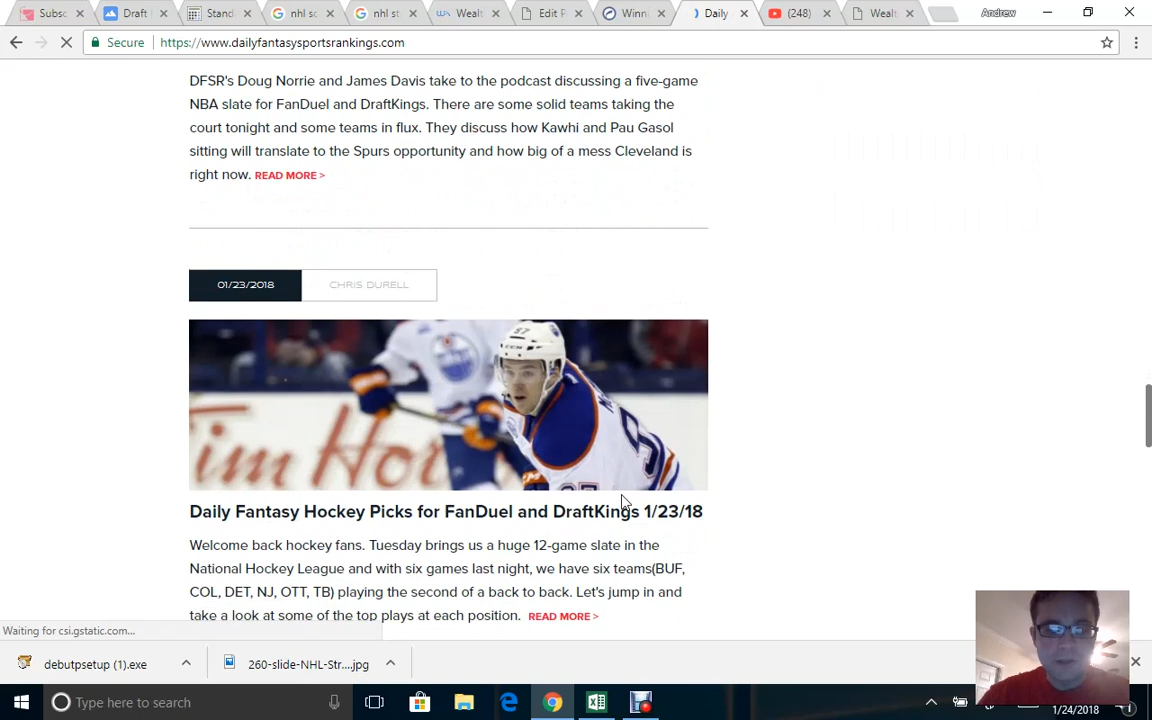 Subsc
Draft
Stand
nhl sc
nhl st
Wealt
Edit P
Winni
Daily
(248)
Wealt
Andrew
Secure
https://www.dailyfantasysportsrankings.com
DFSR's Doug Norrie and James Davis take to the podcast discussing a five-game
NBA slate for FanDuel and DraftKings. There are some solid teams taking the
court tonight and some teams in flux. They discuss how Kawhi and Pau Gasol
sitting will translate to the Spurs opportunity and how big of a mess Cleveland is
right now. READ MORE >
01/23/2018
CHRIS DURELL
Tim Ho
97
Daily Fantasy Hockey Picks for FanDuel and DraftKings 1/23/18
Welcome back hockey fans. Tuesday brings us a huge 12-game slate in the
National Hockey League and with six games last night, we have six teams(BUF,
COL, DET, NJ, OTT, TB) playing the second of a back to back. Let's jump in and
take a look at some of the top plays at each position. READ MORE >
Waiting for csi.gstatic.com...
debutpsetup (1).exe
260-slide-NHL-Str....jpg
Type here to search
1/24/2018